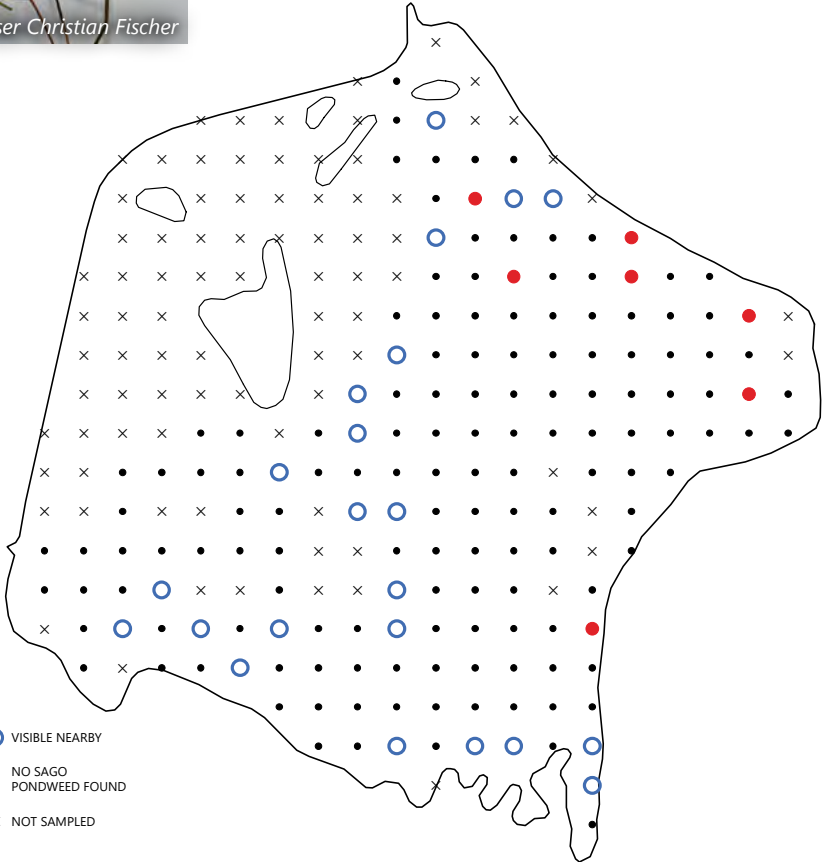 ser Christian Fischer
VISIBLE NEARBY
NO SAGO
PONDWEED FOUND
NOT SAMPLED